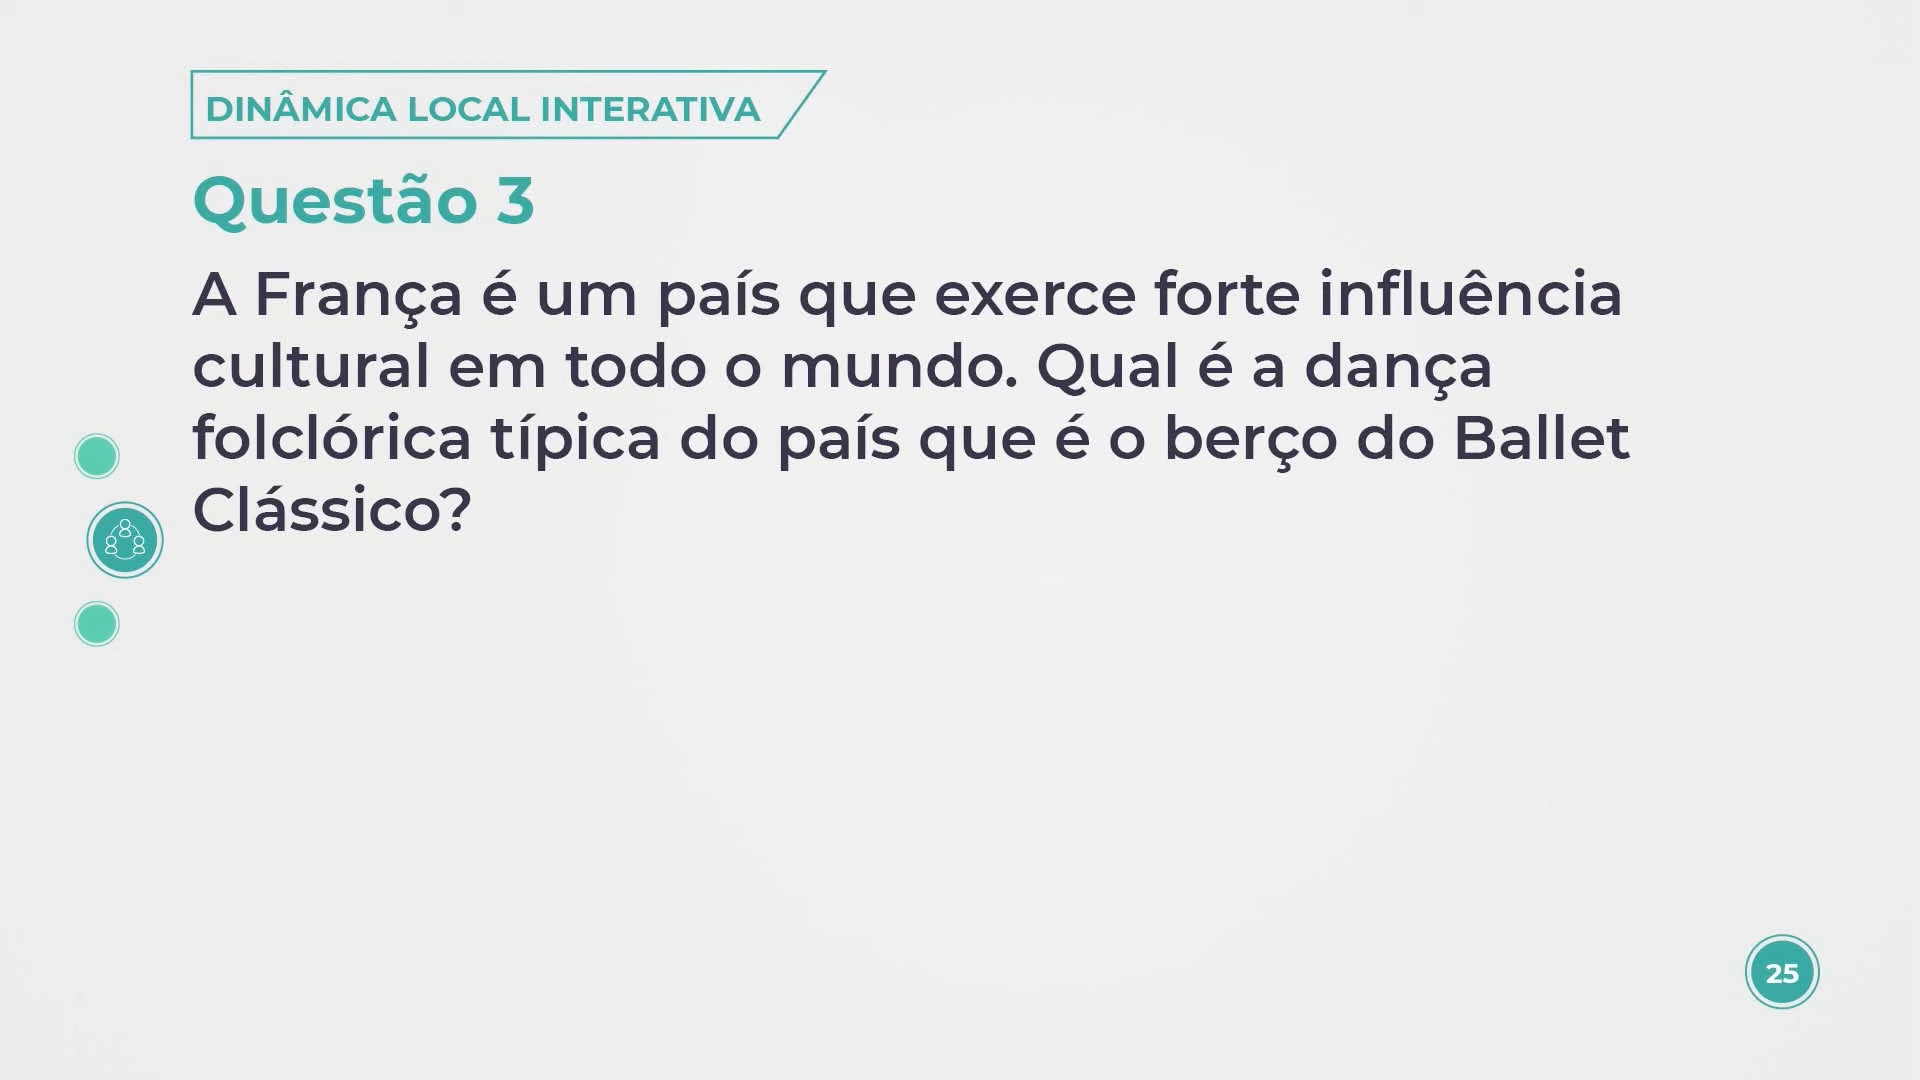 DINÂMICA LOCAL INTERATIVA
Questão 3
A França é um país que exerce forte influência
cultural em todo o mundo. Qual é a dança
folclórica típica do país que é o berço do Ballet
Clássico?
25